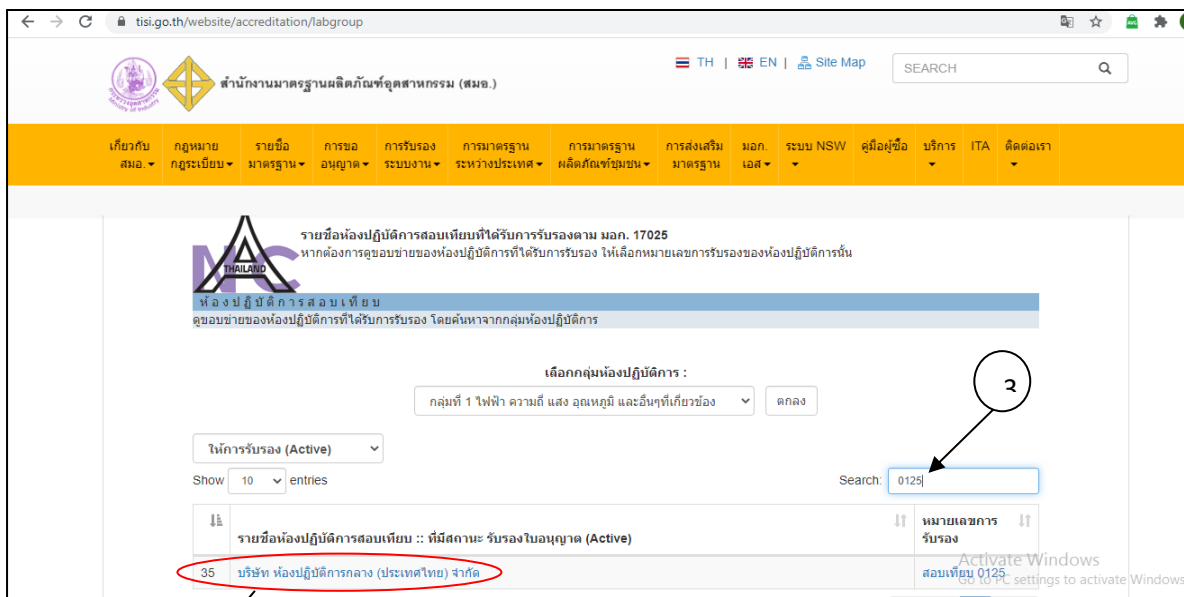 tisi.go.th/website/accreditation/labgroup
TH | EN | Site Map
SEARCH
สำนักงานมาตรฐานผลิตภัณฑ์อุตสาหกรรม (สมอ.)
เกี่ยวกับ สมอ.
กฎหมาย กฎระเบียบ
รายชื่อ มาตรฐาน
การขอ อนุญาต
การรับรอง ระบบงาน
การมาตรฐาน ระหว่างประเทศ
การมาตรฐาน ผลิตภัณฑ์ชุมชน
การส่งเสริม มาตรฐาน
มอก. เอส
ระบบ NSW
คู่มือผู้ซื้อ
บริการ
ITA
ติดต่อเรา
THAILAND
รายชื่อห้องปฏิบัติการสอบเทียบที่ได้รับการรับรองตาม มอก. 17025
หากต้องการดูขอบข่ายของห้องปฏิบัติการที่ได้รับการรับรอง ให้เลือกหมายเลขการรับรองของห้องปฏิบัติการนั้น
ห้องปฏิบัติการสอบเทียบ
ดูขอบข่ายของห้องปฏิบัติการที่ได้รับการรับรอง โดยค้นหาจากกลุ่มห้องปฏิบัติการ
เลือกกลุ่มห้องปฏิบัติการ :
กลุ่มที่ 1 ไฟฟ้า ความถี่ แสง อุณหภูมิ และอื่นๆที่เกี่ยวข้อง
ตกลง
3
ให้การรับรอง (Active)
Show 10 entries
Search: 0125
รายชื่อห้องปฏิบัติการสอบเทียบ :: ที่มีสถานะ รับรองใบอนุญาต (Active)
หมายเลขการรับรอง
35 บริษัท ห้องปฏิบัติการกลาง (ประเทศไทย) จำกัด
สอบเทียบ 0125
Activate Windows
Go to PC settings to activate Windows